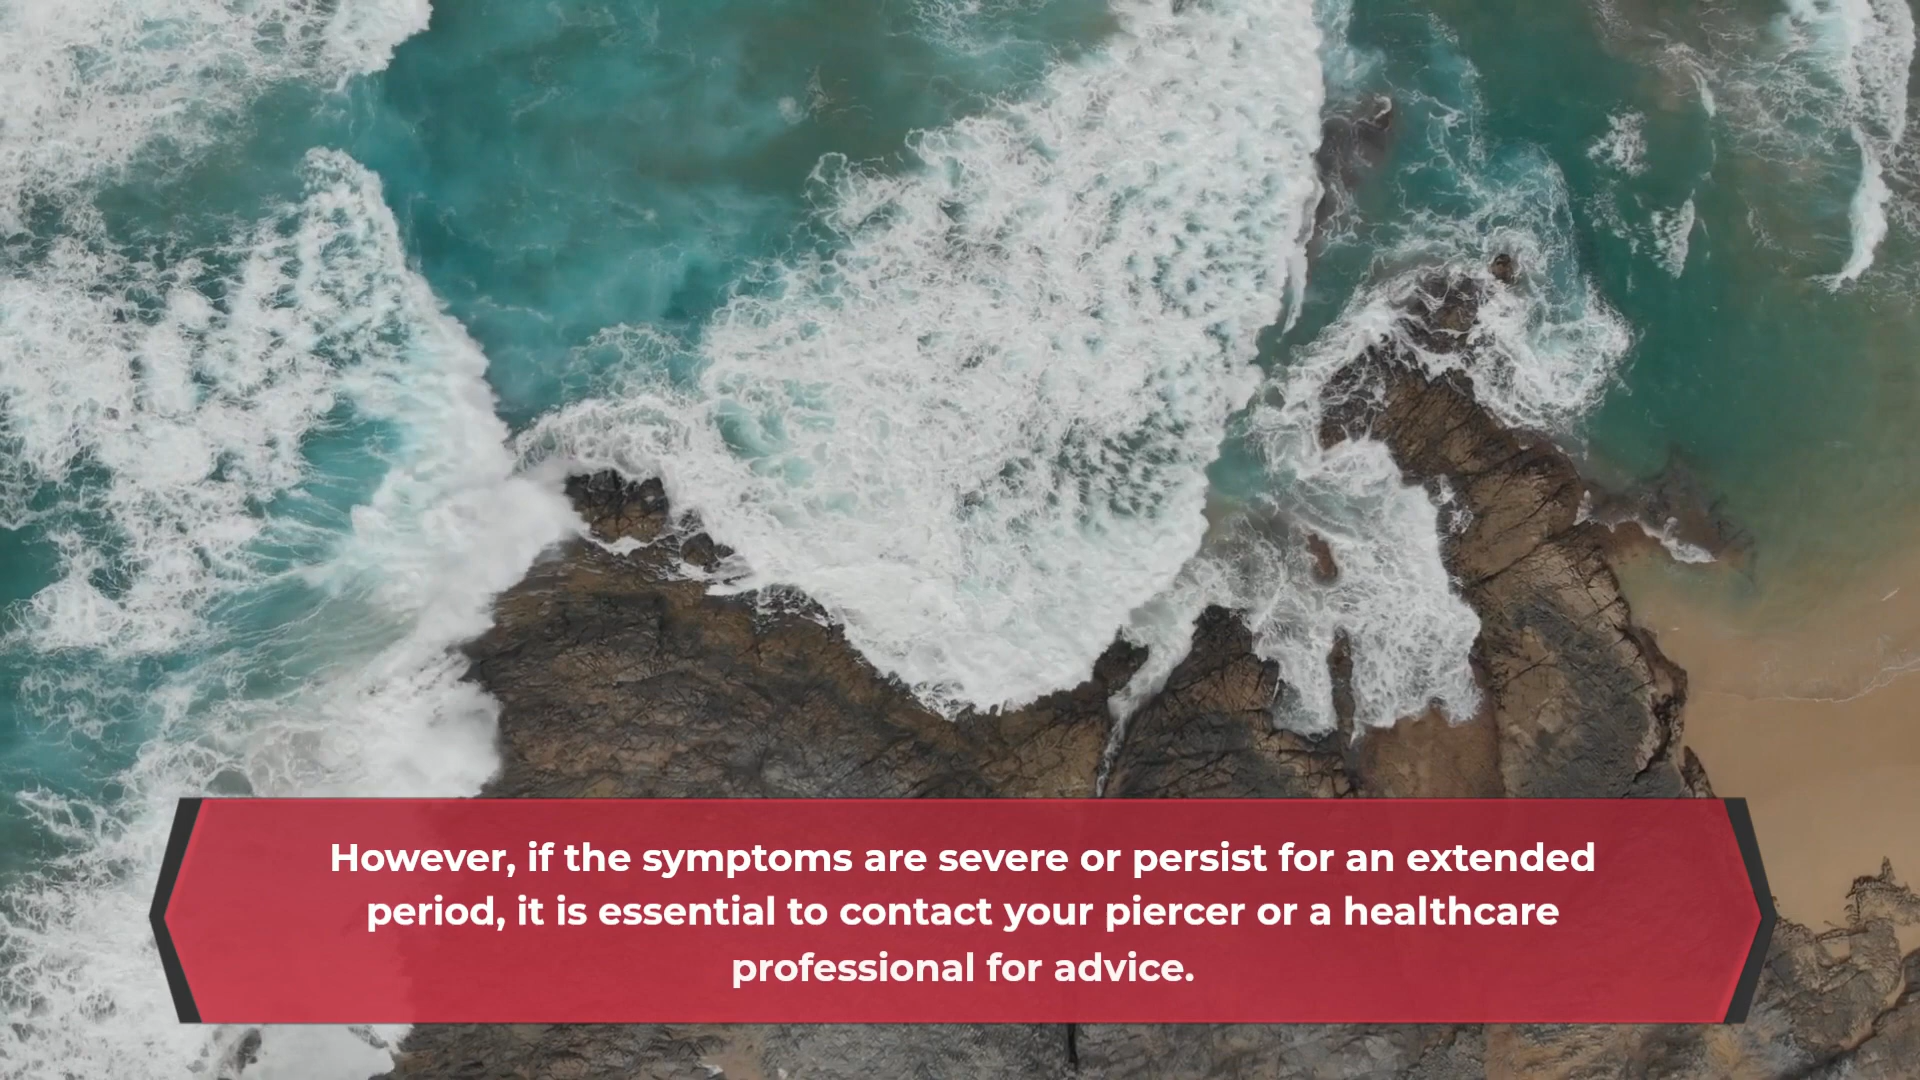 However, if the symptoms are severe or persist for an extended
period, it is essential to contact your piercer or a healthcare
professional for advice.